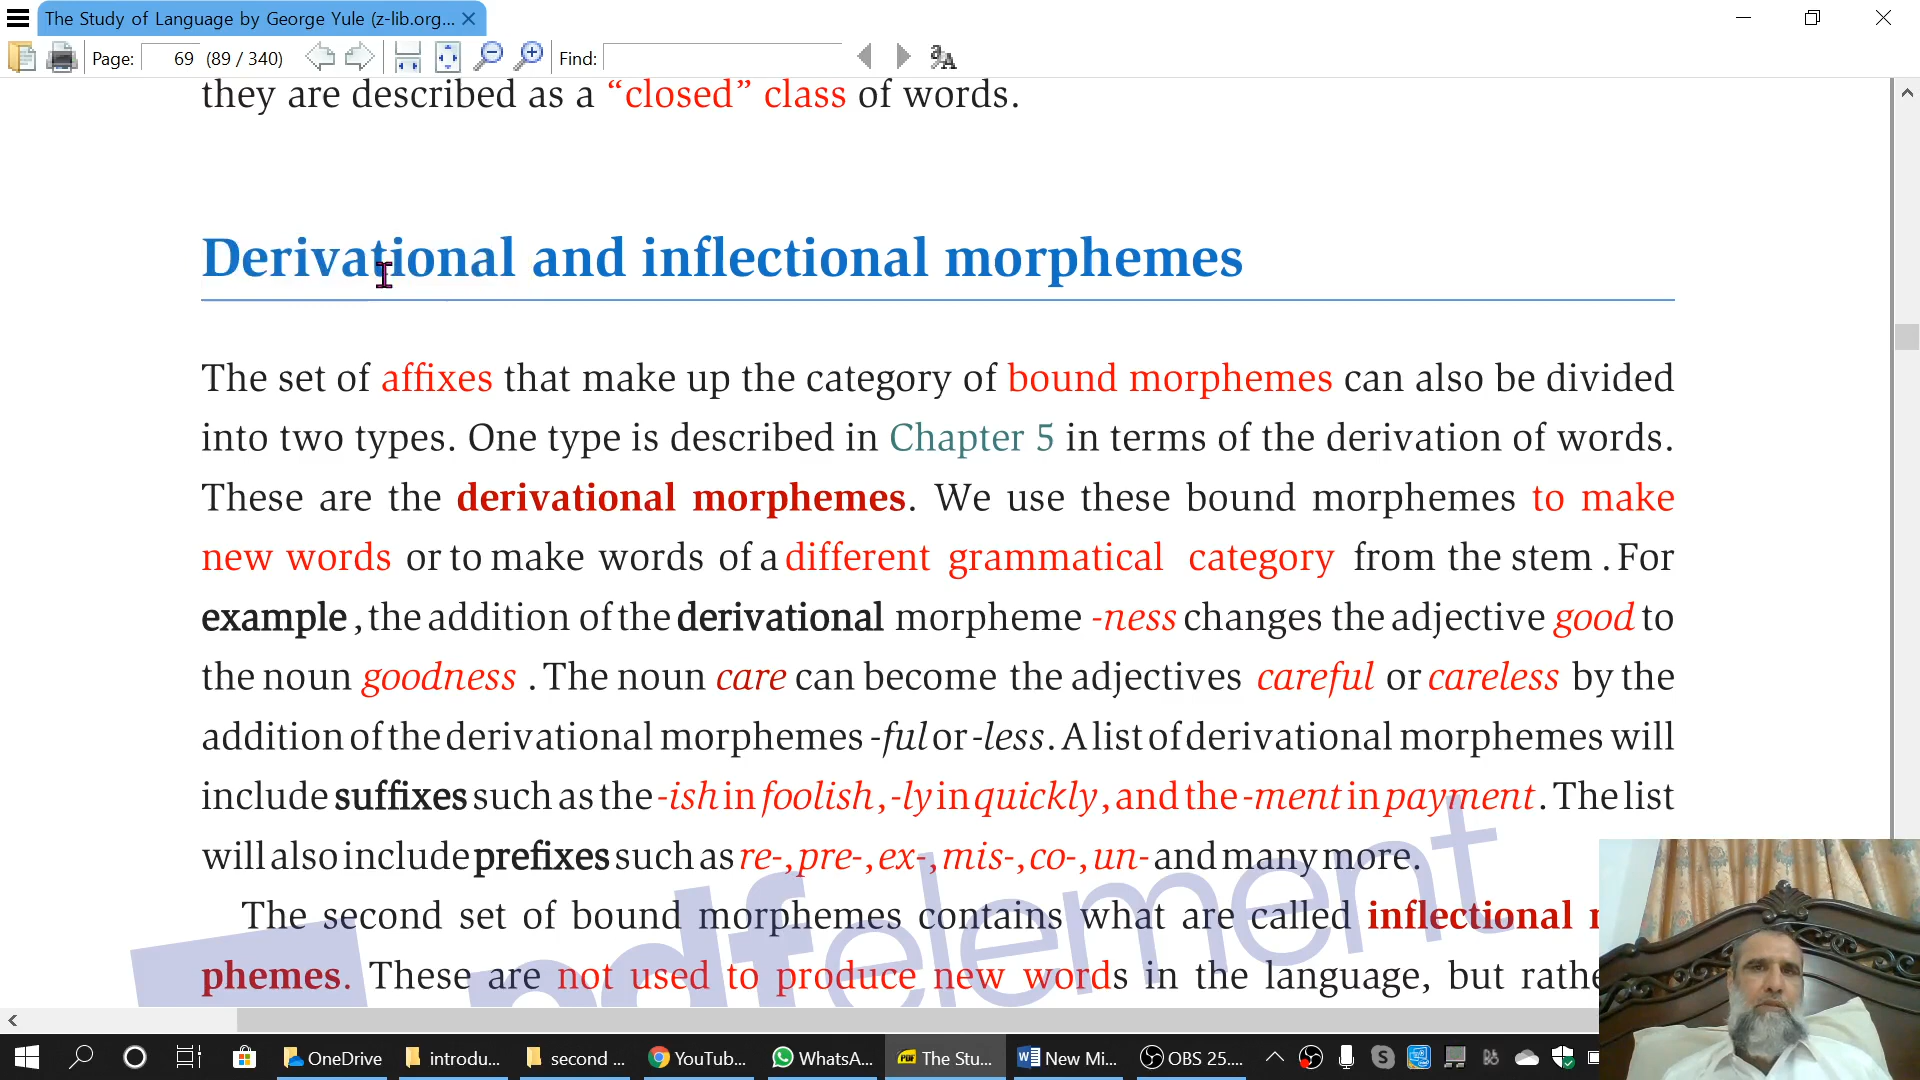 The Study of Language by George Yule (z-lib.org...
Page: 69 (89 / 340) Find:
they are described as a “closed” class of words.
Derivational and inflectional morphemes
The set of affixes that make up the category of bound morphemes can also be divided
into two types. One type is described in Chapter 5 in terms of the derivation of words.
These are the derivational morphemes. We use these bound morphemes to make
new words or to make words of a different grammatical category from the stem . For
example , the addition of the derivational morpheme -ness changes the adjective good to
the noun goodness . The noun care can become the adjectives careful or careless by the
addition of the derivational morphemes -ful or -less . A list of derivational morphemes will
include suffixes such as the -ish in foolish , -ly in quickly , and the -ment in payment . The list
will also include prefixes such as re- , pre- , ex- , mis- , co- , un- and many more.
The second set of bound morphemes contains what are called inflectional
phemes. These are not used to produce new words in the language, but rathe
pdfelement
OneDrive introdu... second ... YouTub... WhatsA... The Stu... New Mi... OBS 25....